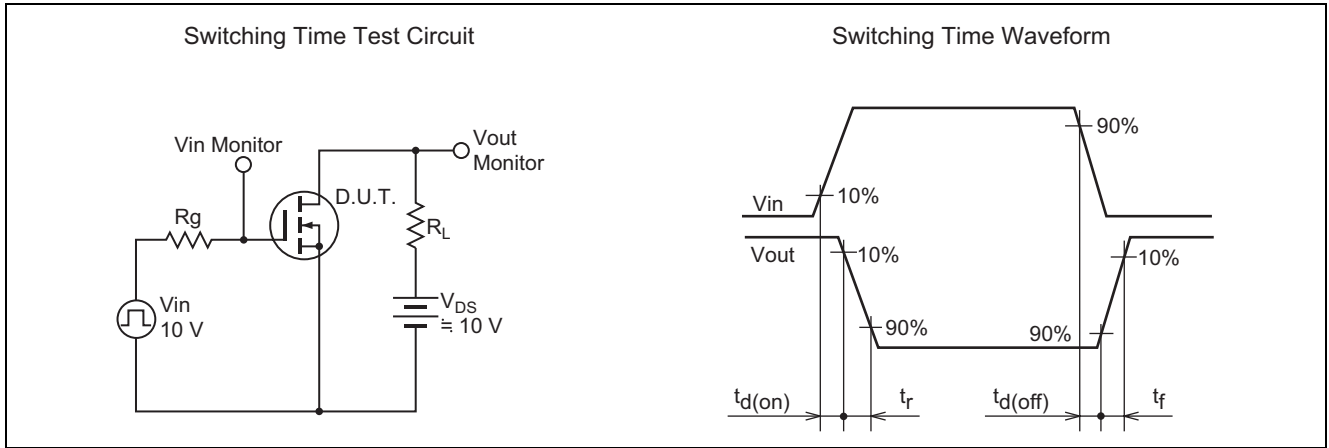 Switching Time Test Circuit
Vin Monitor
Vout
Monitor
D.U.T.
Rg
RL
Vin
10 V
VDS
≒ 10 V
Switching Time Waveform
90%
10%
Vin
Vout
10%
10%
90%
90%
td(on)
tr
td(off)
tf